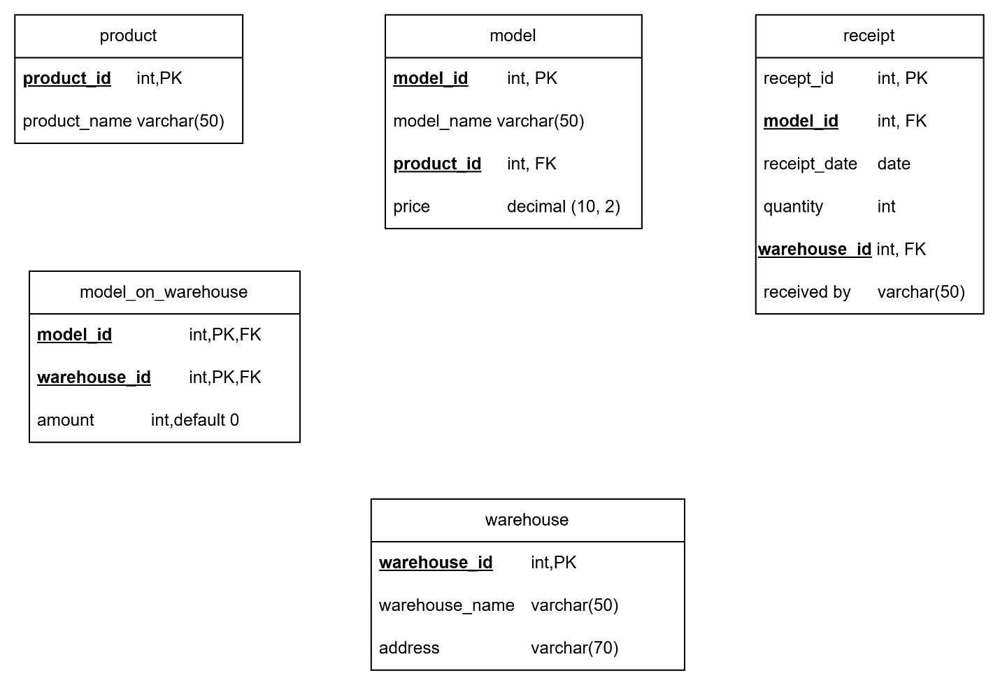 product
product_id int,PK
product_name varchar(50)
model
model_id int, PK
model_name varchar(50)
product_id int, FK
price decimal (10, 2)
receipt
recept_id int, PK
model_id int, FK
receipt_date date
quantity int
warehouse_id int, FK
received by varchar(50)
model_on_warehouse
model_id int,PK,FK
warehouse_id int,PK,FK
amount int,default 0
warehouse
warehouse_id int,PK
warehouse_name varchar(50)
address varchar(70)